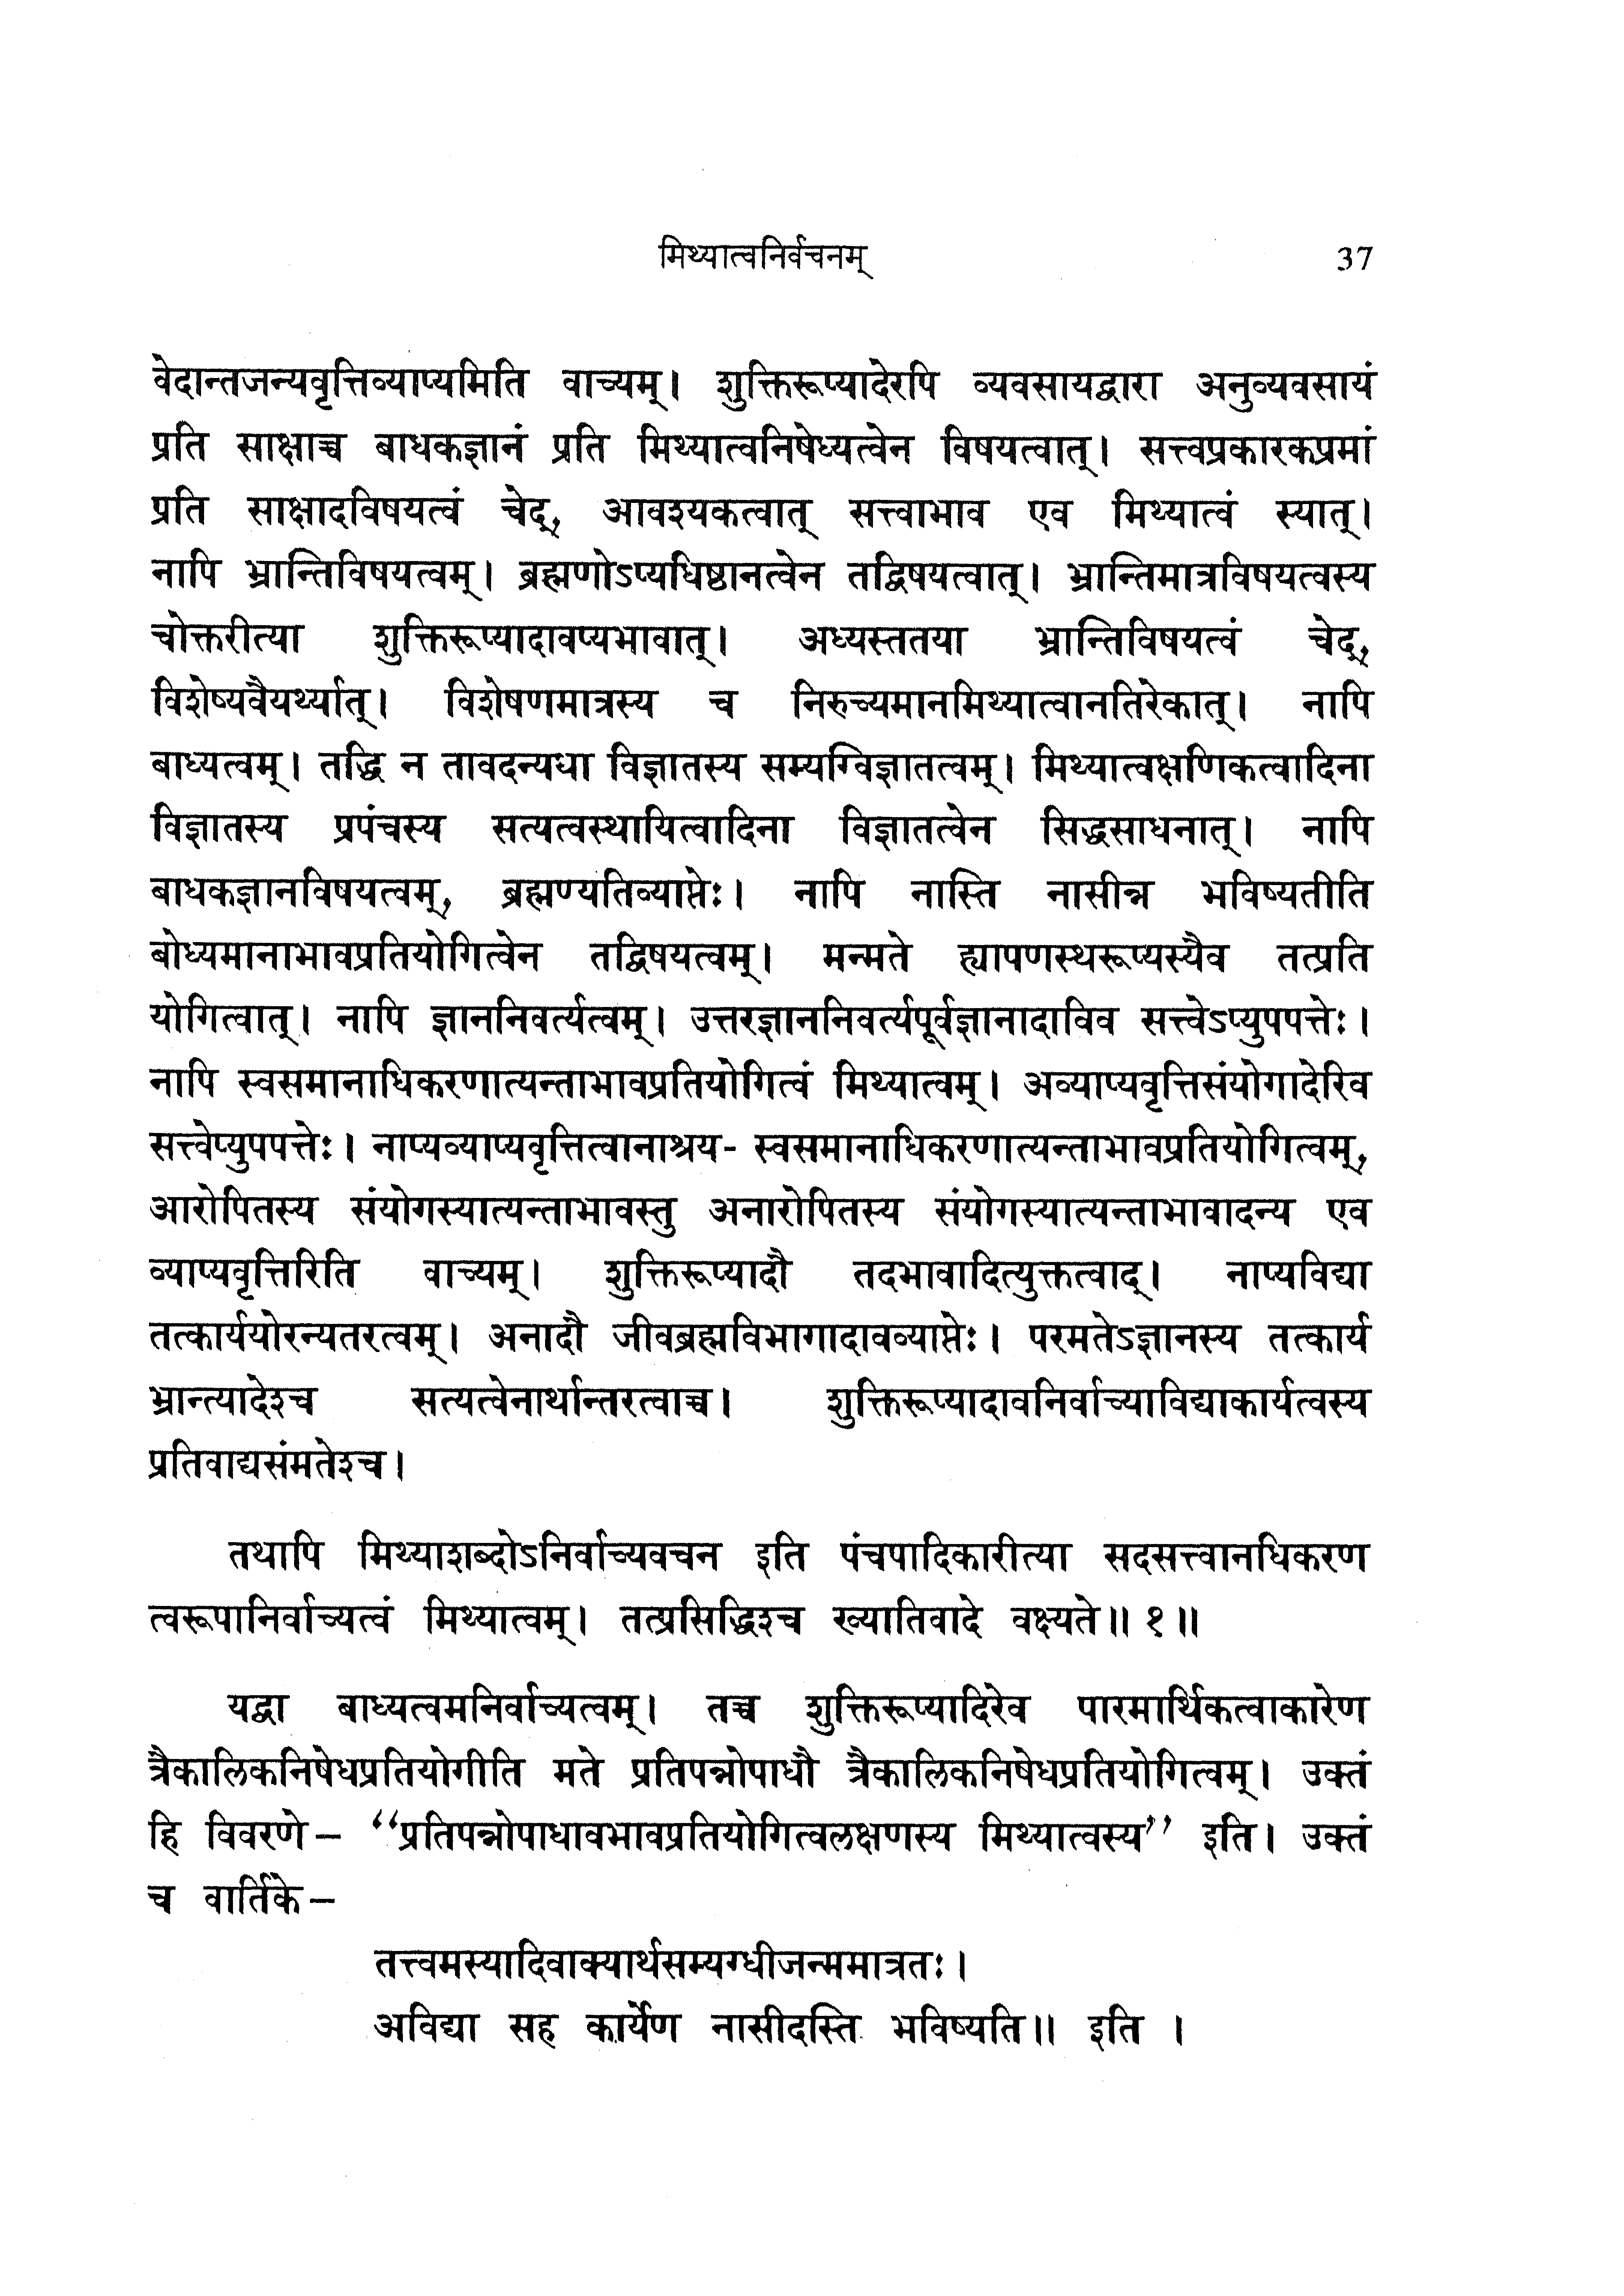 मिथ्यात्वनिर्वचनम् 37
वेदान्तजन्यवृत्तिव्याप्यमिति वाच्यम्। शुक्तिरूप्यादेरपि व्यवसायद्वारा अनुव्यवसायं
प्रति साक्षाच्च बाधकज्ञानं प्रति मिथ्यात्वनिषेध्यत्वेन विषयत्वात्। सत्त्वप्रकारकप्रमां
प्रति साक्षादविषयत्वं चेद्, आवश्यकत्वात् सत्त्वाभाव एव मिथ्यात्वं स्यात्।
नापि भ्रान्तिविषयत्वम्। ब्रह्मणोऽप्यधिष्ठानत्वेन तद्विषयत्वात्। भ्रान्तिमात्रविषयत्वस्य
चोक्तरीत्या शुक्तिरूप्यादावप्यभावात्। अध्यस्ततया भ्रान्तिविषयत्वं चेद्,
विशेष्यवैयर्थ्यात्। विशेषणमात्रस्य च निरुच्यमानमिथ्यात्वानतिरेकात्। नापि
बाध्यत्वम्। तद्धि न तावदन्यधा विज्ञातस्य सम्यग्विज्ञातत्वम्। मिथ्यात्वक्षणिकत्वादिना
विज्ञातस्य प्रपंचस्य सत्यत्वस्थायित्वादिना विज्ञातत्वेन सिद्धसाधनात्। नापि
बाधकज्ञानविषयत्वम्, ब्रह्मण्यतिव्याप्तेः। नापि नास्ति नासीन्न भविष्यतीति
बोध्यमानाभावप्रतियोगित्वेन तद्विषयत्वम्। मन्मते ह्यापणस्थरूप्यस्यैव तत्प्रति
योगित्वात्। नापि ज्ञाननिवर्त्यत्वम्। उत्तरज्ञाननिवर्त्यपूर्वज्ञानादाविव सत्त्वेऽप्युपपत्तेः।
नापि स्वसमानाधिकरणात्यन्ताभावप्रतियोगित्वं मिथ्यात्वम्। अव्याप्यवृत्तिसंयोगादेरिव
सत्त्वेप्युपपत्तेः। नाप्यव्याप्यवृत्तित्वानाश्रय- स्वसमानाधिकरणात्यन्ताभावप्रतियोगित्वम्,
आरोपितस्य संयोगस्यात्यन्ताभावस्तु अनारोपितस्य संयोगस्यात्यन्ताभावादन्य एव
व्याप्यवृत्तिरिति वाच्यम्। शुक्तिरूप्यादौ तदभावादित्युक्तत्वाद्। नाप्यविद्या
तत्कार्ययोरन्यतरत्वम्। अनादौ जीवब्रह्मविभागादावव्याप्तेः। परमतेऽज्ञानस्य तत्कार्य
भ्रान्त्यादेश्च सत्यत्वेनार्थान्तरत्वाच्च। शुक्तिरूप्यादावनिर्वाच्याविद्याकार्यत्वस्य
प्रतिवाद्यसंमतेश्च।
तथापि मिथ्याशब्दोऽनिर्वाच्यवचन इति पंचपादिकारीत्या सदसत्त्वानधिकरण
त्वरूपानिर्वाच्यत्वं मिथ्यात्वम्। तत्प्रसिद्धिश्च ख्यातिवादे वक्ष्यते॥ १॥
यद्वा बाध्यत्वमनिर्वाच्यत्वम्। तच्च शुक्तिरूप्यादिरेव पारमार्थिकत्वाकारेण
त्रैकालिकनिषेधप्रतियोगीति मते प्रतिपन्नोपाधौ त्रैकालिकनिषेधप्रतियोगित्वम्। उक्तं
हि विवरणे– “प्रतिपन्नोपाधावभावप्रतियोगित्वलक्षणस्य मिथ्यात्वस्य” इति। उक्तं
च वार्तिके–
तत्त्वमस्यादिवाक्यार्थसम्यग्धीजन्ममात्रतः।
अविद्या सह कार्येण नासीदस्ति भविष्यति॥ इति ।